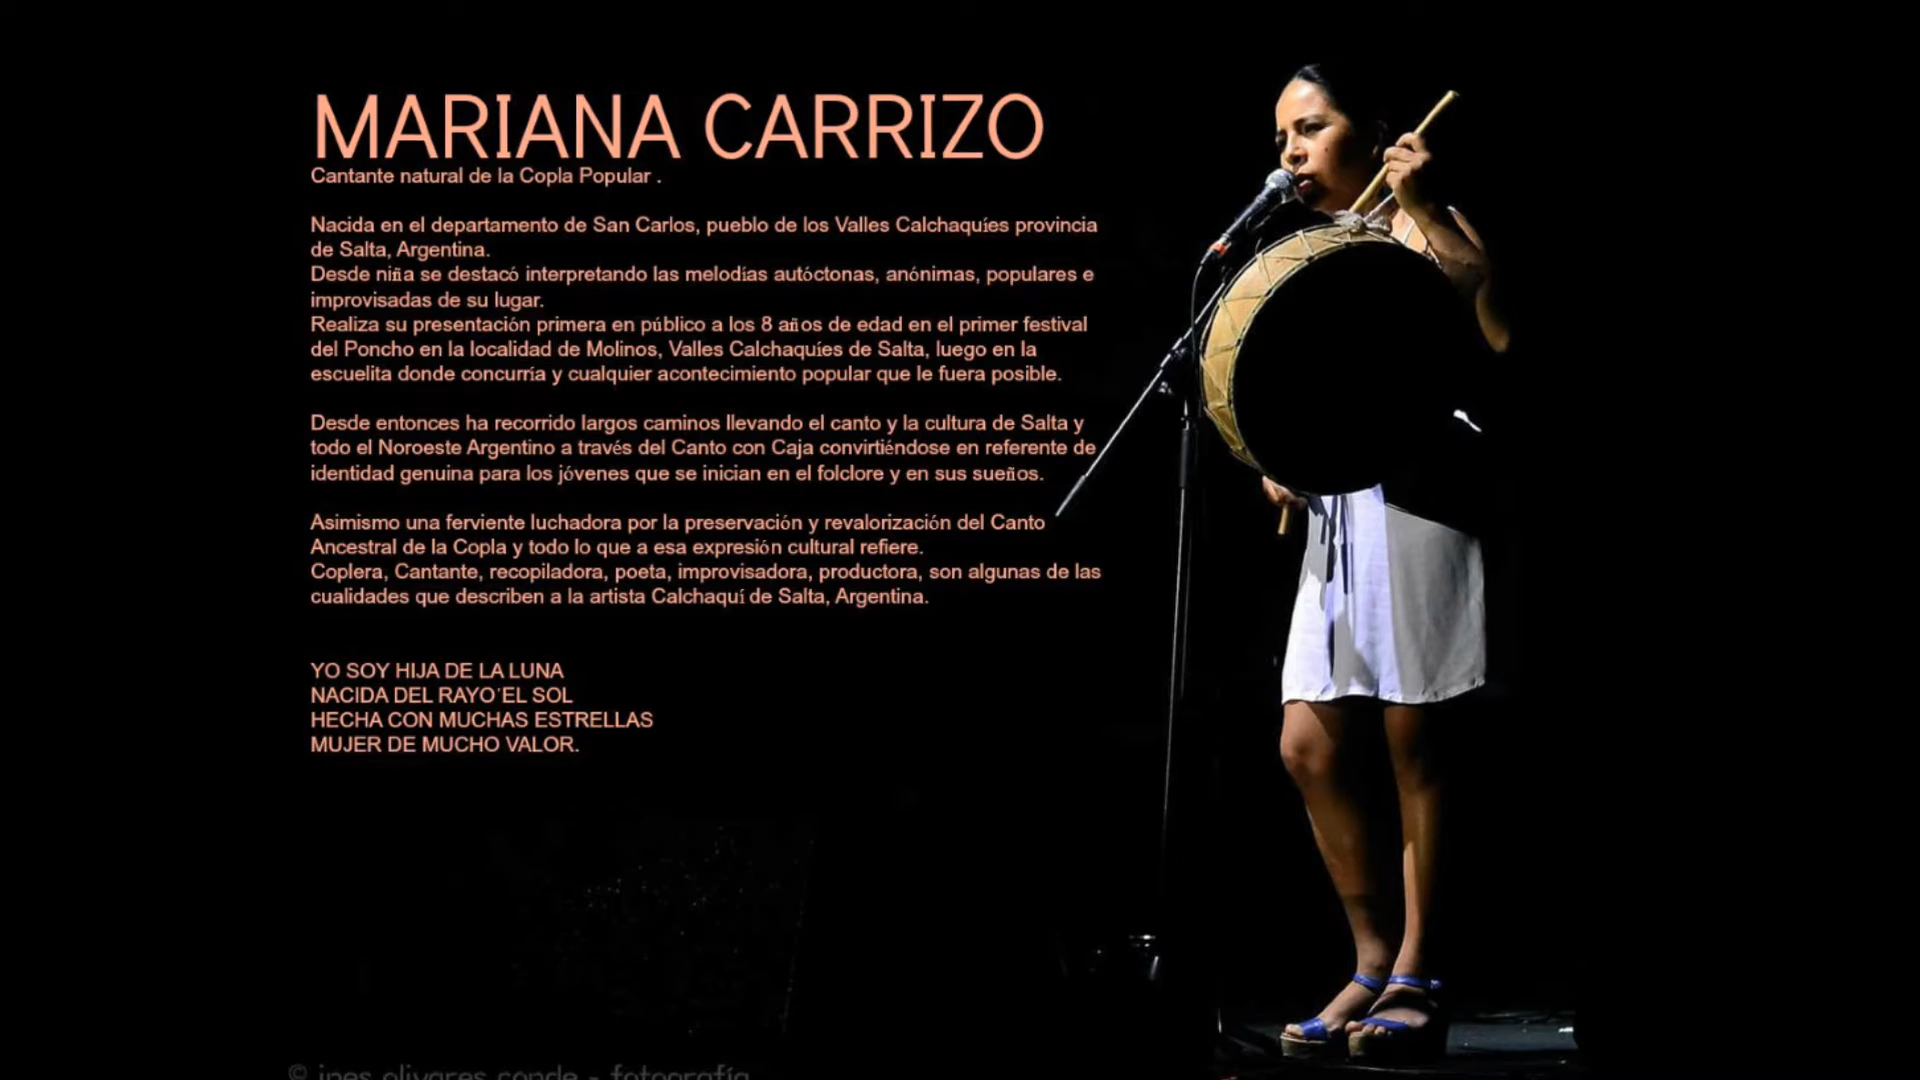 MARIANA CARRIZO
Cantante natural de la Copla Popular .
Nacida en el departamento de San Carlos, pueblo de los Valles Calchaquíes provincia
de Salta, Argentina.
Desde niña se destacó interpretando las melodías autóctonas, anónimas, populares e
improvisadas de su lugar.
Realiza su presentación primera en público a los 8 años de edad en el primer festival
del Poncho en la localidad de Molinos, Valles Calchaquíes de Salta, luego en la
escuelita donde concurría y cualquier acontecimiento popular que le fuera posible.
Desde entonces ha recorrido largos caminos llevando el canto y la cultura de Salta y
todo el Noroeste Argentino a través del Canto con Caja convirtiéndose en referente de
identidad genuina para los jóvenes que se inician en el folclore y en sus sueños.
Asimismo una ferviente luchadora por la preservación y revalorización del Canto
Ancestral de la Copla y todo lo que a esa expresión cultural refiere.
Coplera, Cantante, recopiladora, poeta, improvisadora, productora, son algunas de las
cualidades que describen a la artista Calchaquí de Salta, Argentina.
YO SOY HIJA DE LA LUNA
NACIDA DEL RAYO´EL SOL
HECHA CON MUCHAS ESTRELLAS
MUJER DE MUCHO VALOR.
© ines olivares conde - fotografía